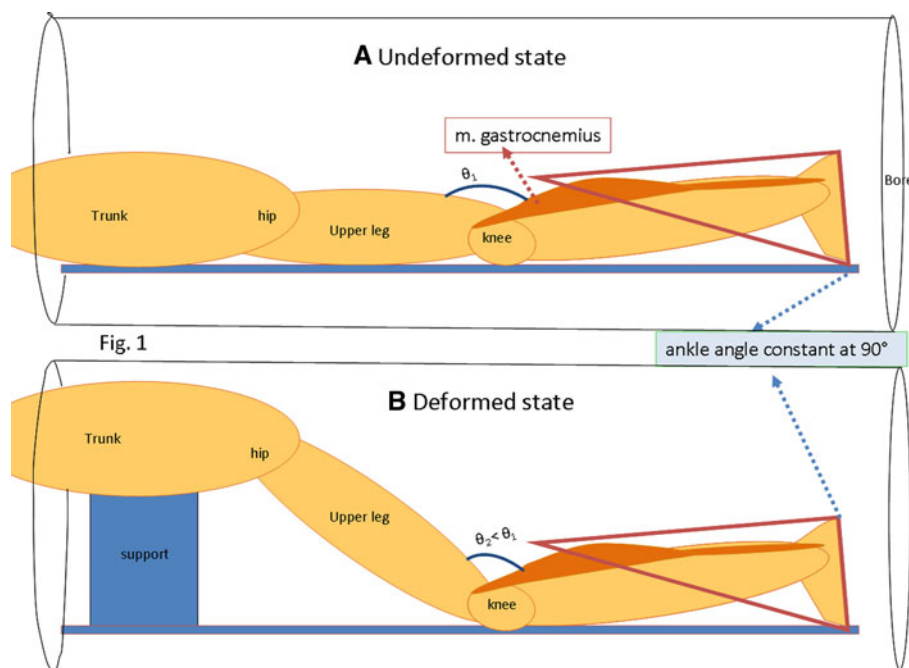 A Undeformed state
m. gastrocnemius
θ1
Bore
Trunk
hip
Upper leg
knee
Fig. 1
ankle angle constant at 90°
B Deformed state
Trunk
hip
Upper leg
θ2<θ1
support
knee